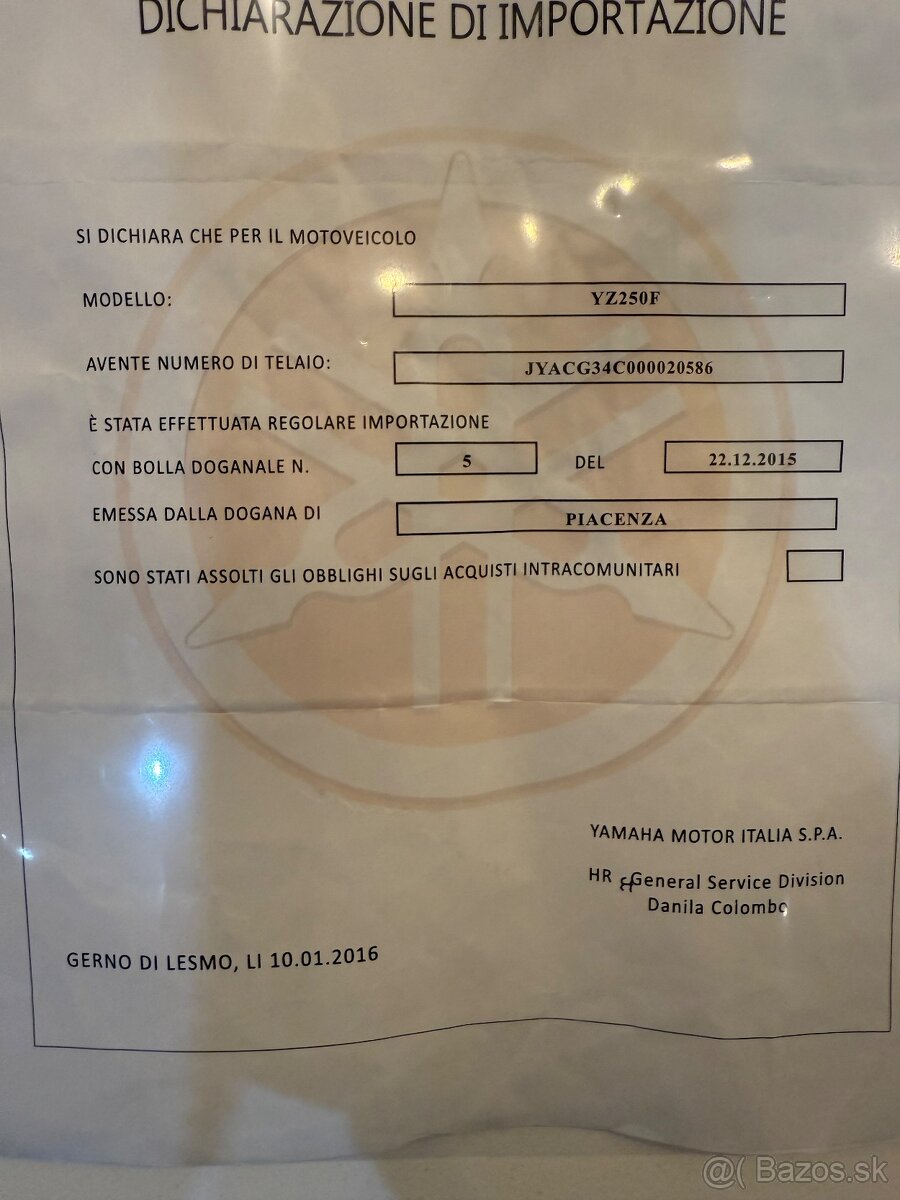 DICHIARAZIONE DI IMPORTAZIONE
SI DICHIARA CHE PER IL MOTOVEICOLO
MODELLO: YZ250F
AVENTE NUMERO DI TELAIO: JYACG34C000020586
È STATA EFFETTUATA REGOLARE IMPORTAZIONE
CON BOLLA DOGANALE N. 5 DEL 22.12.2015
EMESSA DALLA DOGANA DI PIACENZA
SONO STATI ASSOLTI GLI OBBLIGHI SUGLI ACQUISTI INTRACOMUNITARI
YAMAHA MOTOR ITALIA S.P.A.
HR & General Service Division
Danila Colombo
GERNO DI LESMO, LI 10.01.2016
@( Bazos.sk